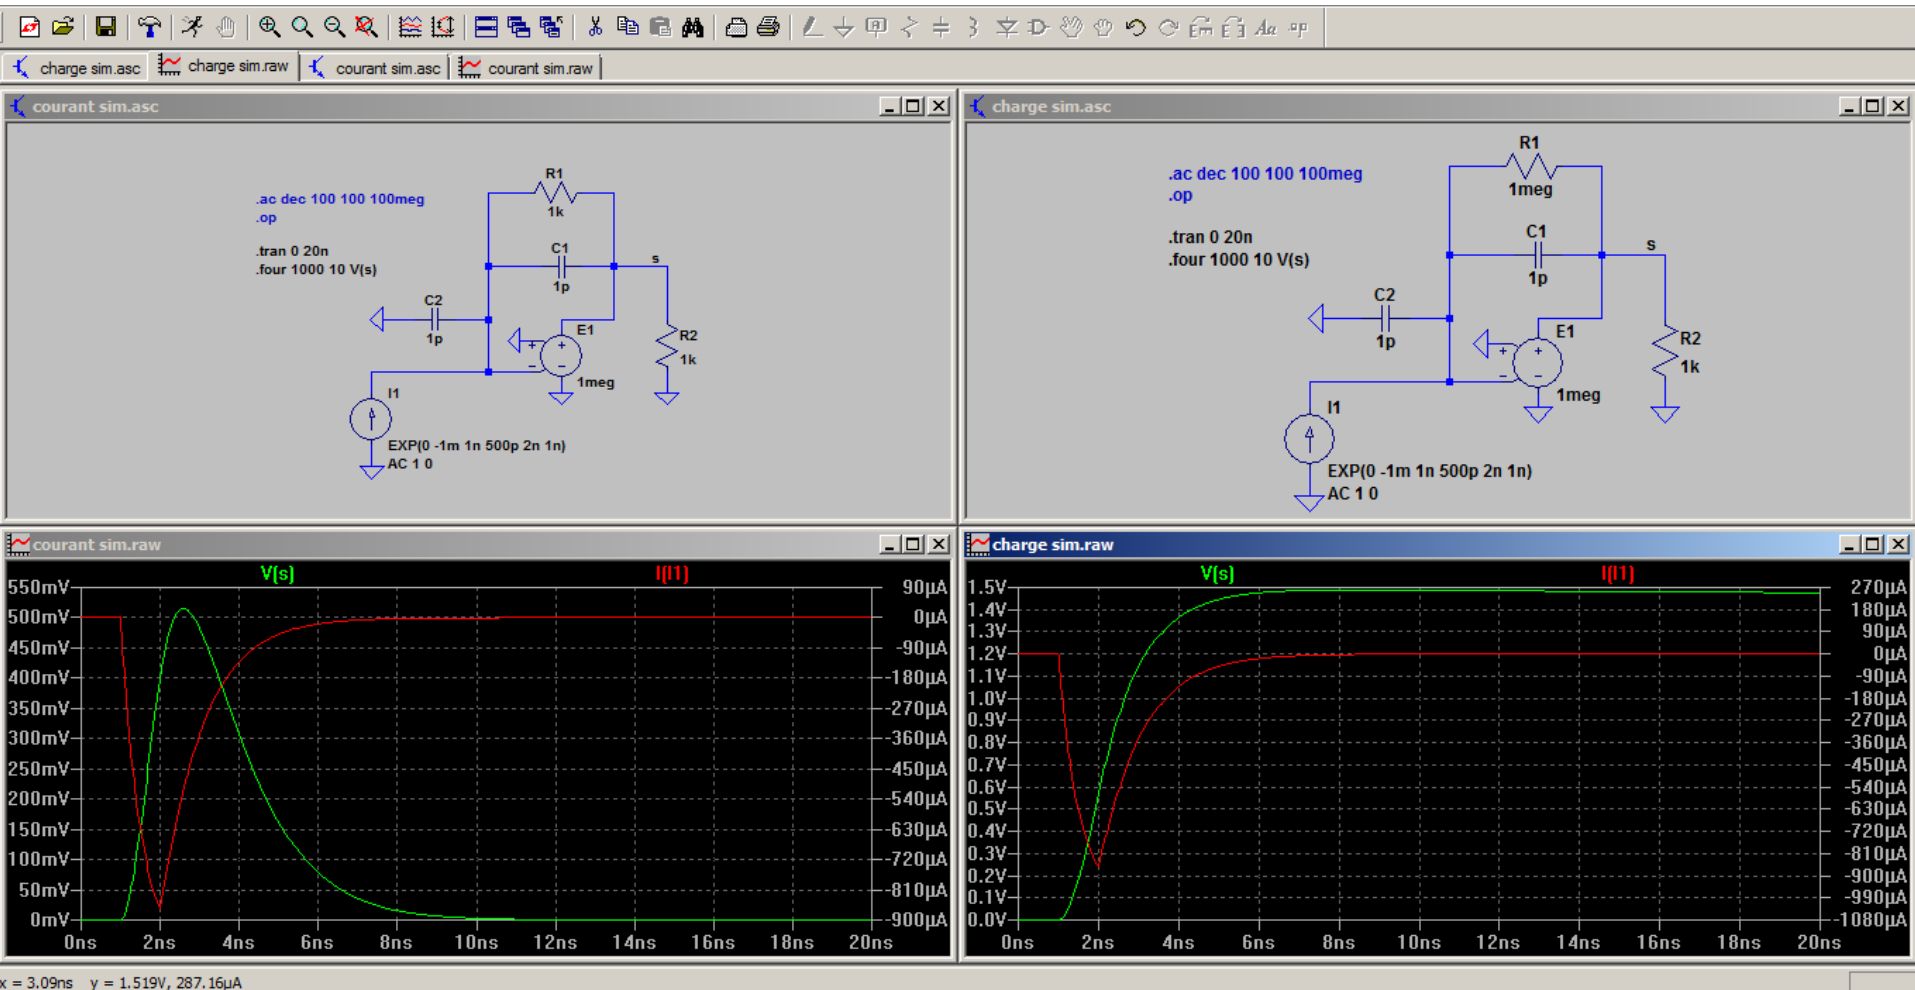 charge sim.asc
charge sim.raw
courant sim.asc
courant sim.raw
courant sim.asc
.ac dec 100 100 100meg
.op
.tran 0 20n
.four 1000 10 V(s)
R1
1k
C1
1p
s
C2
1p
E1
1meg
R2
1k
I1
EXP(0 -1m 1n 500p 2n 1n)
AC 1 0
charge sim.asc
.ac dec 100 100 100meg
.op
.tran 0 20n
.four 1000 10 V(s)
R1
1meg
C1
1p
s
C2
1p
E1
1meg
R2
1k
I1
EXP(0 -1m 1n 500p 2n 1n)
AC 1 0
courant sim.raw
V(s)
I(I1)
550mV
500mV
450mV
400mV
350mV
300mV
250mV
200mV
150mV
100mV
50mV
0mV
90µA
0µA
-90µA
-180µA
-270µA
-360µA
-450µA
-540µA
-630µA
-720µA
-810µA
-900µA
0ns 2ns 4ns 6ns 8ns 10ns 12ns 14ns 16ns 18ns 20ns
charge sim.raw
V(s)
I(I1)
1.5V
1.4V
1.3V
1.2V
1.1V
1.0V
0.9V
0.8V
0.7V
0.6V
0.5V
0.4V
0.3V
0.2V
0.1V
0.0V
270µA
180µA
90µA
0µA
-90µA
-180µA
-270µA
-360µA
-450µA
-540µA
-630µA
-720µA
-810µA
-900µA
-990µA
-1080µA
0ns 2ns 4ns 6ns 8ns 10ns 12ns 14ns 16ns 18ns 20ns
x = 3.09ns y = 1.519V, 287.16µA